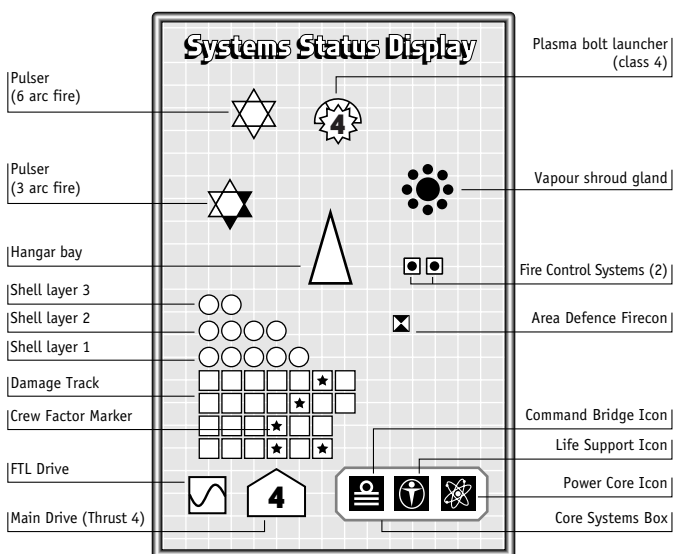 Systems Status Display
Pulser
(6 arc fire)
Pulser
(3 arc fire)
Hangar bay
Shell layer 3
Shell layer 2
Shell layer 1
Damage Track
Crew Factor Marker
FTL Drive
Main Drive (Thrust 4)
4
4
Plasma bolt launcher
(class 4)
Vapour shroud gland
Fire Control Systems (2)
Area Defence Firecon
Command Bridge Icon
Life Support Icon
Power Core Icon
Core Systems Box